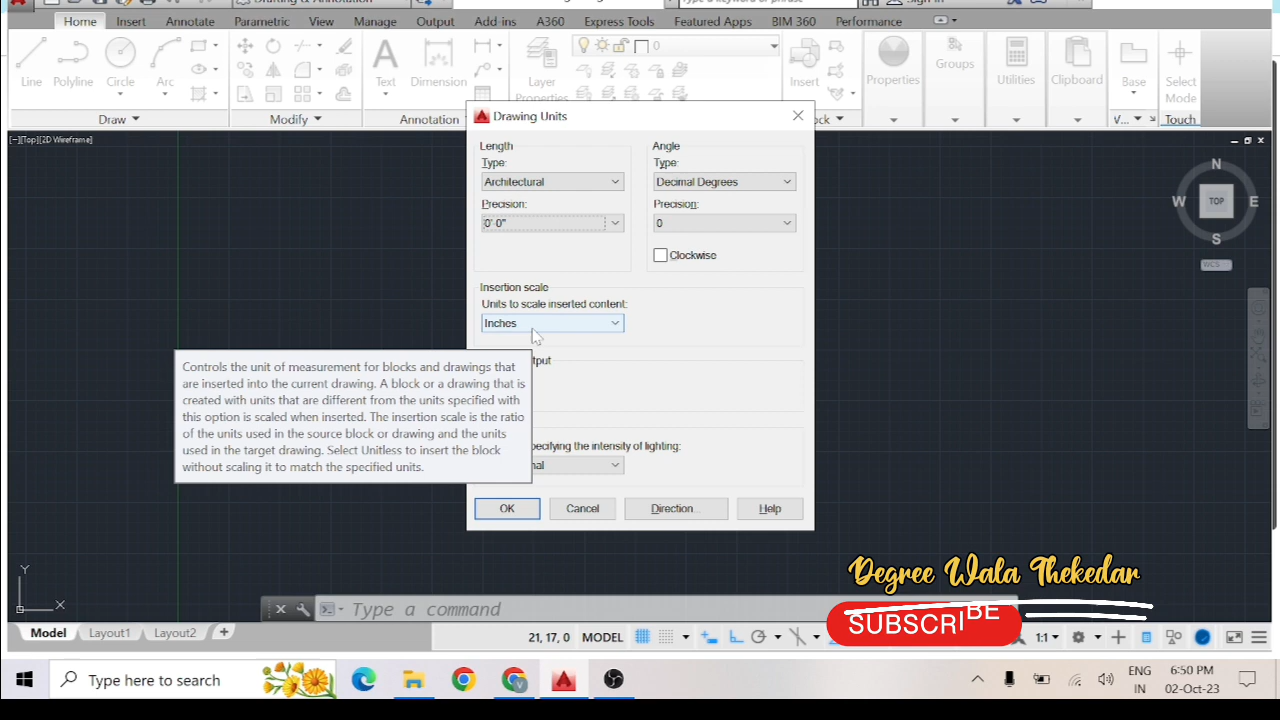 Home Insert Annotate Parametric View Manage Output Add-ins A360 Express Tools Featured Apps BIM 360 Performance
0
Line Polyline Circle Arc Text Dimension Layer Properties Insert Properties Groups Utilities Clipboard Base Select Mode
Draw Modify Annotation V... Touch
[−][Top][2D Wireframe]
Drawing Units
Length
Type:
Architectural
Precision:
0'-0"
Angle
Type:
Decimal Degrees
Precision:
0
Clockwise
Insertion scale
Units to scale inserted content:
Inches
Controls the unit of measurement for blocks and drawings that
are inserted into the current drawing. A block or a drawing that is
created with units that are different from the units specified with
this option is scaled when inserted. The insertion scale is the ratio
of the units used in the source block or drawing and the units
used in the target drawing. Select Unitless to insert the block
without scaling it to match the specified units.
specifying the intensity of lighting:
OK Cancel Direction... Help
N
W TOP E
S
WCS
Y
X
Type a command
Degree Wala Thekedar
SUBSCRIBE
Model Layout1 Layout2 +
21, 17, 0 MODEL 1:1
Type here to search
ENG
IN
6:50 PM
02-Oct-23